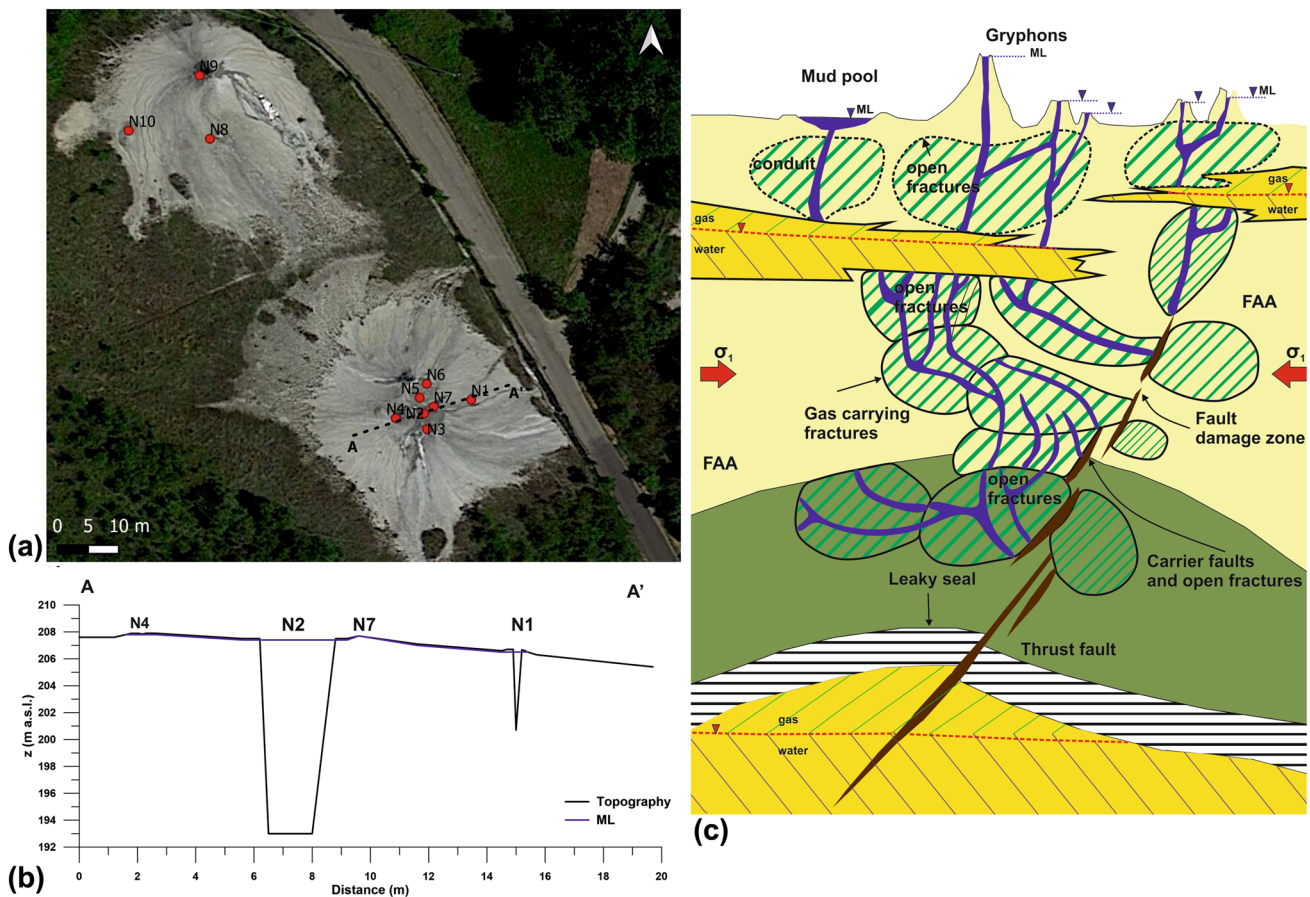 N9
N10
N8
N6
N5
N7
N1
A'
N4
N2
N3
A
0 5 10 m
(a)
A
A’
210
208
206
204
202
200
198
196
194
192
z (m a.s.l.)
N4
N2
N7
N1
Topography
ML
0 2 4 6 8 10 12 14 16 18 20
Distance (m)
(b)
Gryphons
ML
Mud pool
ML
ML
conduit
open
fractures
gas
water
gas
water
open
fractures
FAA
σ1
σ1
Gas carrying
fractures
Fault
damage zone
FAA
open
fractures
Leaky seal
Carrier faults
and open fractures
Thrust fault
gas
water
(c)